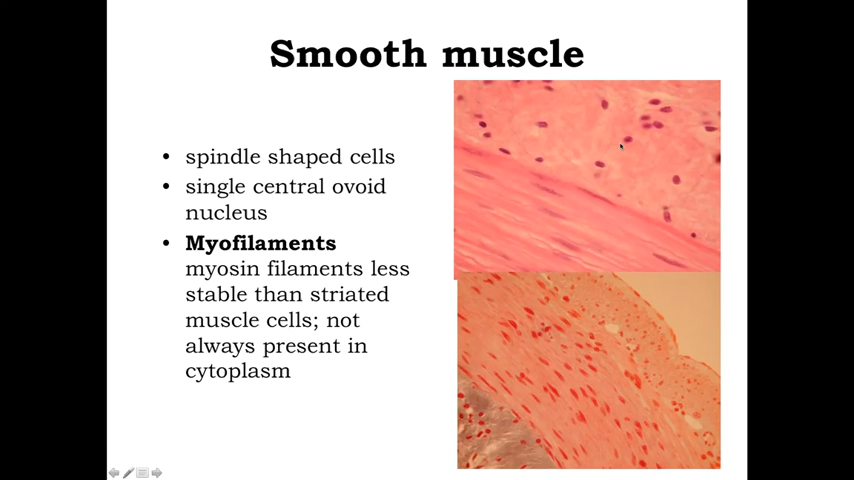 Smooth muscle
• spindle shaped cells
• single central ovoid
nucleus
• Myofilaments
myosin filaments less
stable than striated
muscle cells; not
always present in
cytoplasm